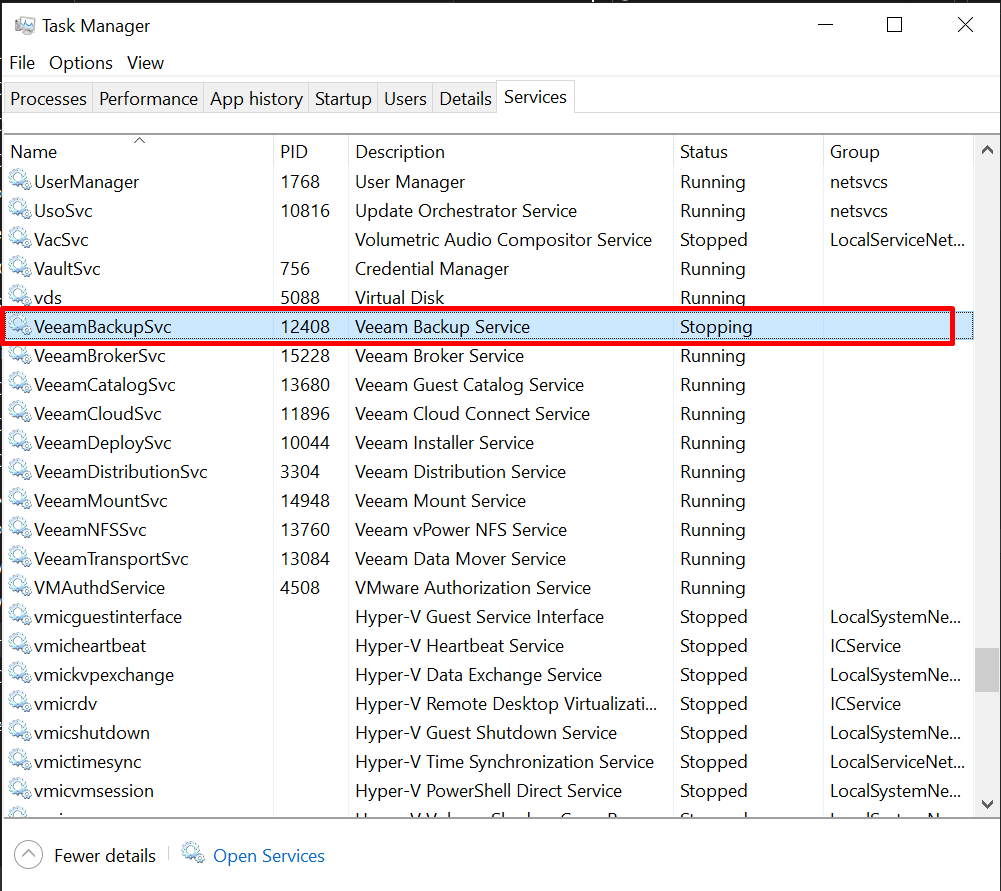 Task Manager
File Options View
Processes Performance App history Startup Users Details Services
Name PID Description Status Group
UserManager 1768 User Manager Running netsvcs
UsoSvc 10816 Update Orchestrator Service Running netsvcs
VacSvc Volumetric Audio Compositor Service Stopped LocalServiceNet...
VaultSvc 756 Credential Manager Running
vds 5088 Virtual Disk Running
VeeamBackupSvc 12408 Veeam Backup Service Stopping
VeeamBrokerSvc 15228 Veeam Broker Service Running
VeeamCatalogSvc 13680 Veeam Guest Catalog Service Running
VeeamCloudSvc 11896 Veeam Cloud Connect Service Running
VeeamDeploySvc 10044 Veeam Installer Service Running
VeeamDistributionSvc 3304 Veeam Distribution Service Running
VeeamMountSvc 14948 Veeam Mount Service Running
VeeamNFSSvc 13760 Veeam vPower NFS Service Running
VeeamTransportSvc 13084 Veeam Data Mover Service Running
VMAuthdService 4508 VMware Authorization Service Running
vmicguestinterface Hyper-V Guest Service Interface Stopped LocalSystemNe...
vmicheartbeat Hyper-V Heartbeat Service Stopped ICService
vmickvpexchange Hyper-V Data Exchange Service Stopped LocalSystemNe...
vmicrdv Hyper-V Remote Desktop Virtualizati... Stopped ICService
vmicshutdown Hyper-V Guest Shutdown Service Stopped LocalSystemNe...
vmictimesync Hyper-V Time Synchronization Service Stopped LocalServiceNet...
vmicvmsession Hyper-V PowerShell Direct Service Stopped LocalSystemNe...
Fewer details Open Services